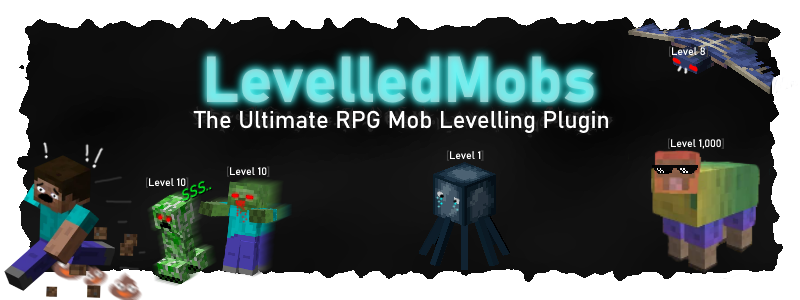 Level 8
LevelledMobs
The Ultimate RPG Mob Levelling Plugin
! !!
Level 10
SSS..
Level 10
Level 1
Level 1,000